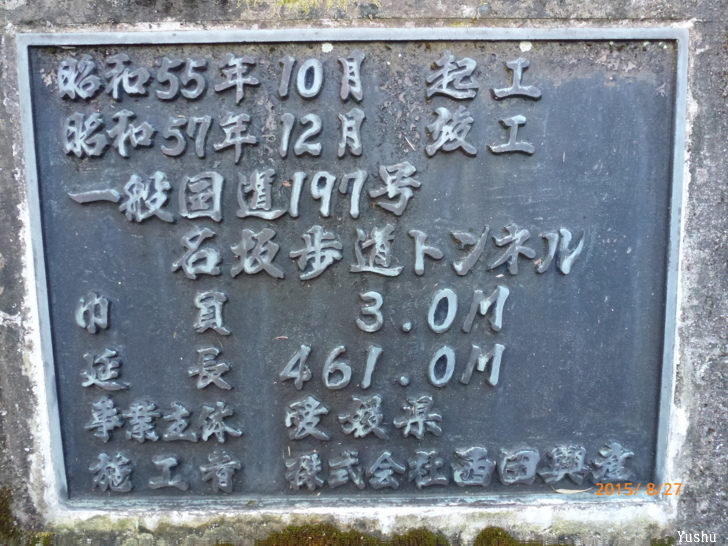 昭和55年 10月 起工
昭和57年 12月 竣工
一般国道197号
石坂歩道トンネル
巾 員 3.0M
延 長 461.0M
事業主体 愛媛県
施工者 株式会社西田興産
2015/ 8/27
Yushu